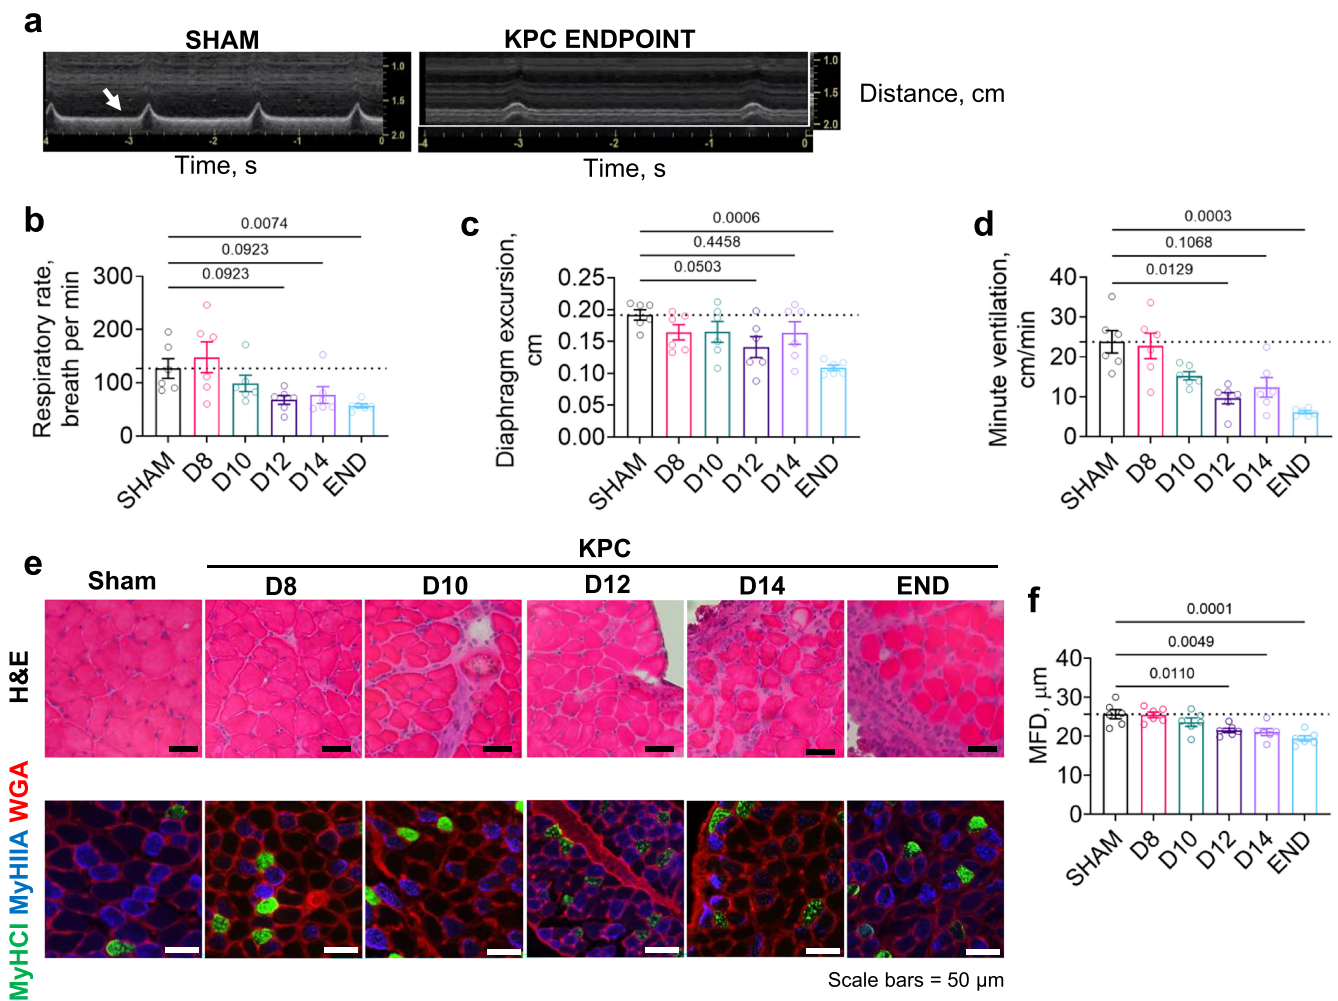 a
SHAM
KPC ENDPOINT
1.0
1.5
2.0
-4 -3 -2 -1 0
1.0
1.5
2.0
-4 -3 -2 -1 0
Distance, cm
Time, s
Time, s
b
Respiratory rate,
breath per min
0.0074
0.0923
0.0923
300
200
100
0
SHAM D8 D10 D12 D14 END
c
Diaphragm excursion,
cm
0.0006
0.4458
0.0503
0.25
0.20
0.15
0.10
0.05
0.00
SHAM D8 D10 D12 D14 END
d
Minute ventilation,
cm/min
0.0003
0.1068
0.0129
40
30
20
10
0
SHAM D8 D10 D12 D14 END
e
KPC
Sham D8 D10 D12 D14 END
H&E
MyHCI MyHIIA WGA
Scale bars = 50 µm
f
MFD, µm
0.0001
0.0049
0.0110
40
30
20
10
0
SHAM D8 D10 D12 D14 END